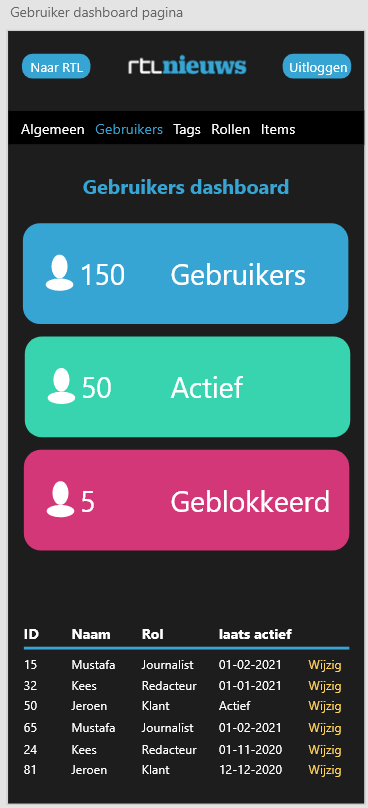 Gebruiker dashboard pagina
Naar RTL rtlnieuws Uitloggen
Algemeen Gebruikers Tags Rollen Items
Gebruikers dashboard
150 Gebruikers
50 Actief
5 Geblokkeerd
ID Naam Rol laats actief
15 Mustafa Journalist 01-02-2021 Wijzig
32 Kees Redacteur 01-01-2021 Wijzig
50 Jeroen Klant Actief Wijzig
65 Mustafa Journalist 01-02-2021 Wijzig
24 Kees Redacteur 01-11-2020 Wijzig
81 Jeroen Klant 12-12-2020 Wijzig